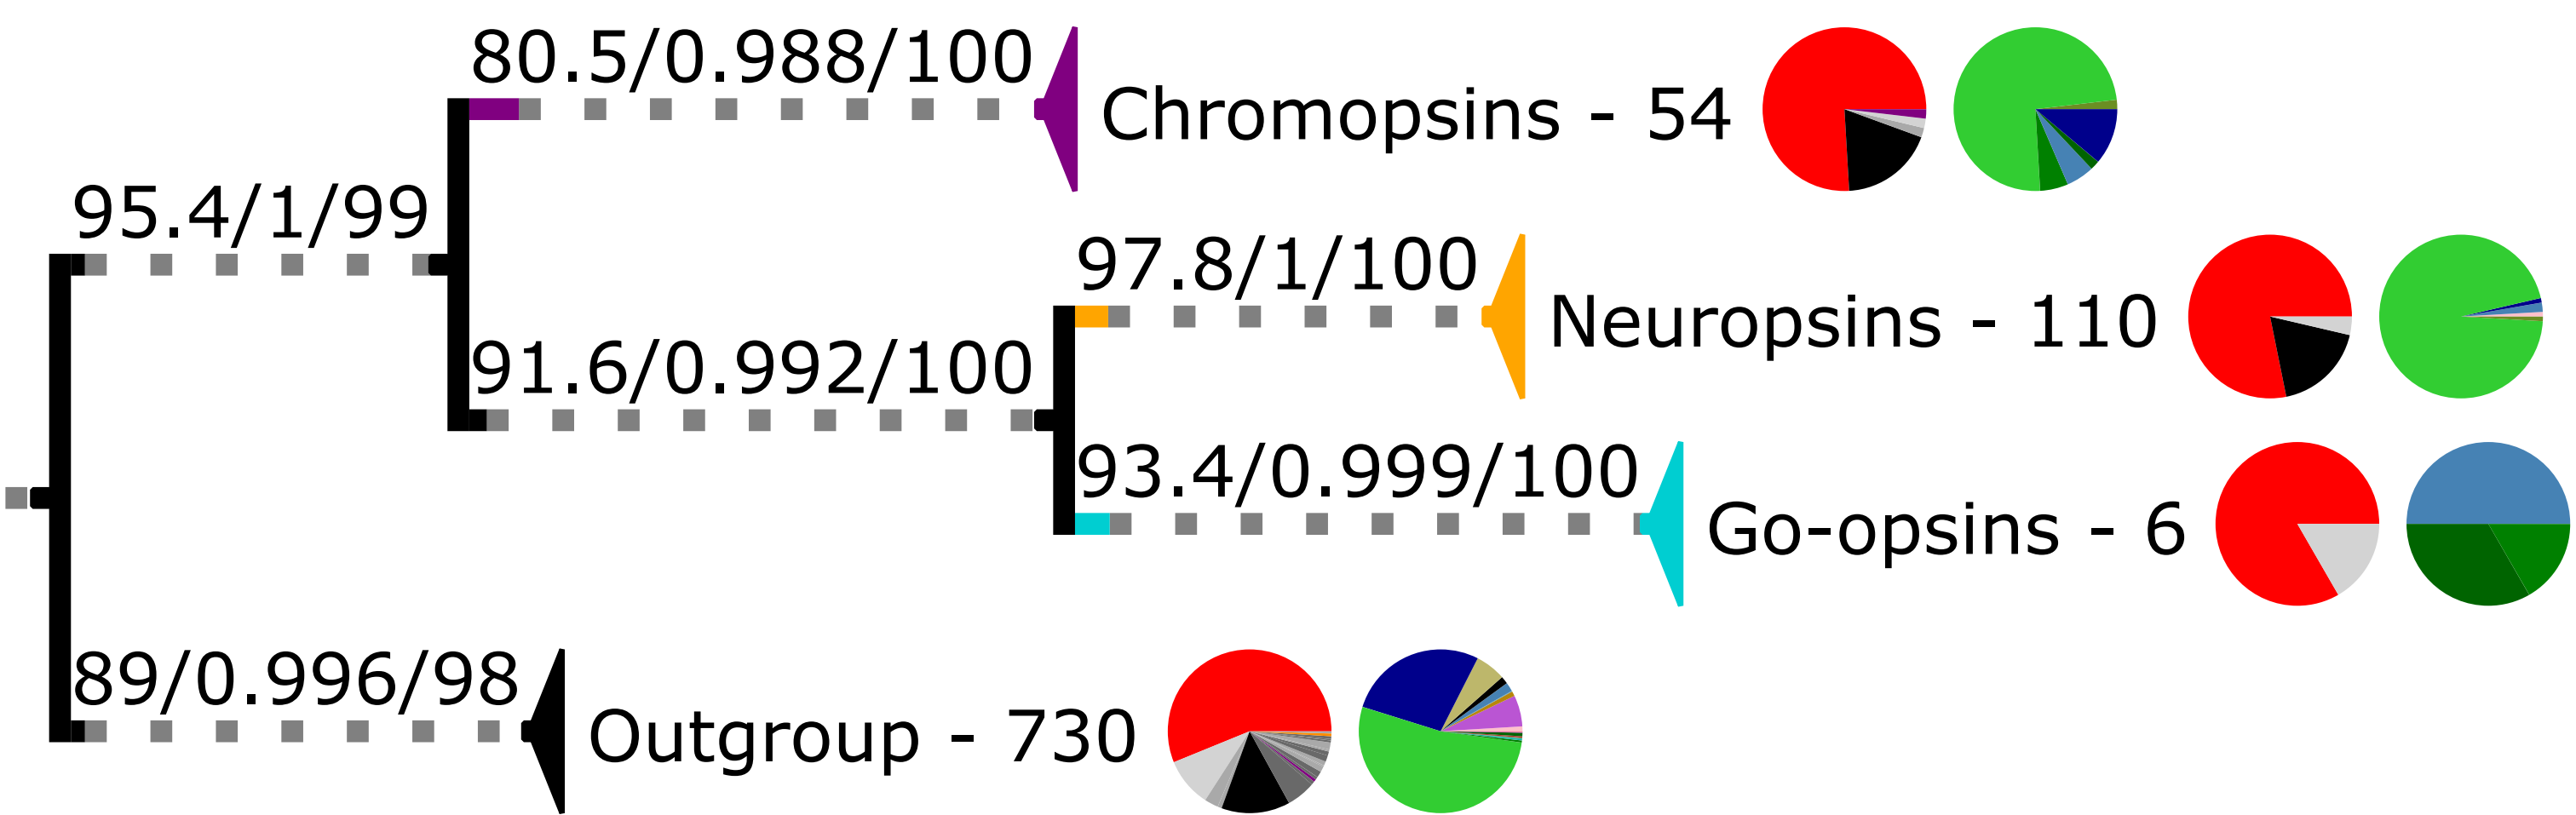 80.5/0.988/100
Chromopsins - 54
95.4/1/99
97.8/1/100
Neuropsins - 110
91.6/0.992/100
93.4/0.999/100
Go-opsins - 6
89/0.996/98
Outgroup - 730